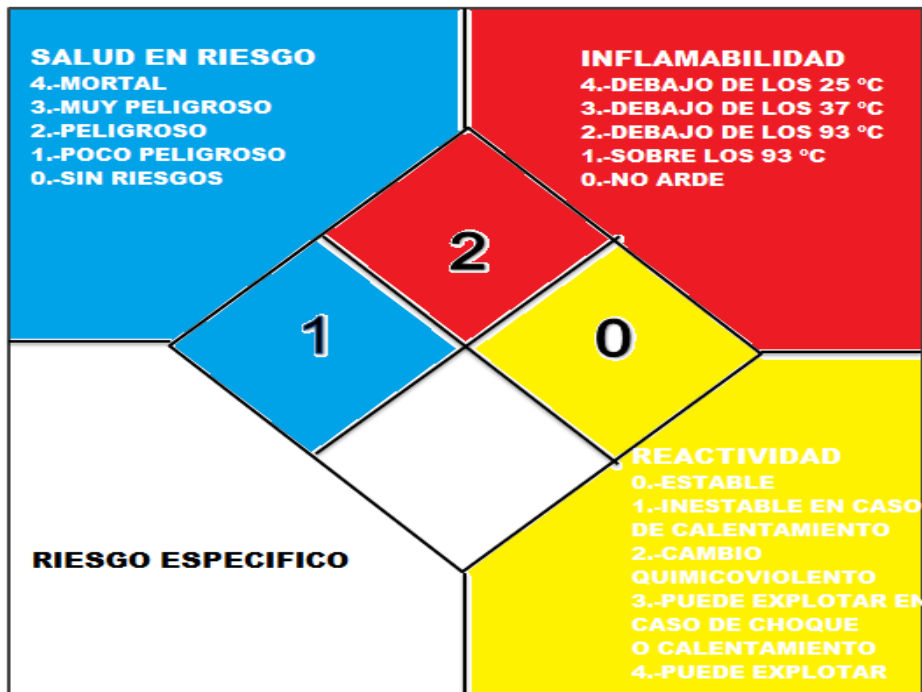 SALUD EN RIESGO
4.-MORTAL
3.-MUY PELIGROSO
2.-PELIGROSO
1.-POCO PELIGROSO
0.-SIN RIESGOS
INFLAMABILIDAD
4.-DEBAJO DE LOS 25 ºC
3.-DEBAJO DE LOS 37 ºC
2.-DEBAJO DE LOS 93 ºC
1.-SOBRE LOS 93 ºC
0.-NO ARDE
2
1
0
RIESGO ESPECIFICO
REACTIVIDAD
0.-ESTABLE
1.-INESTABLE EN CASO
DE CALENTAMIENTO
2.-CAMBIO
QUIMICOVIOLENTO
3.-PUEDE EXPLOTAR EN
CASO DE CHOQUE
O CALENTAMIENTO
4.-PUEDE EXPLOTAR